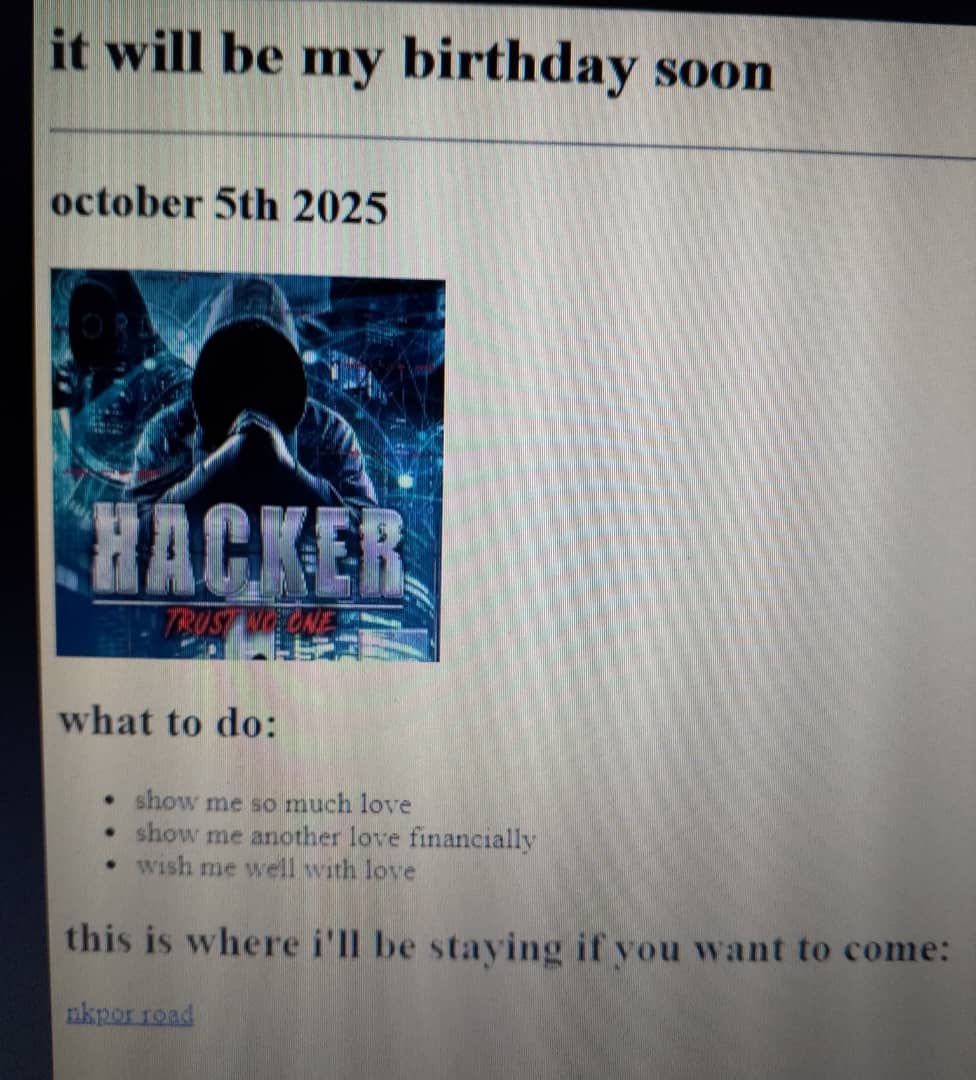 it will be my birthday soon
october 5th 2025
HACKER
TRUST NO ONE
what to do:
show me so much love
show me another love financially
wish me well with love
this is where i'll be staying if you want to come:
nkpor road